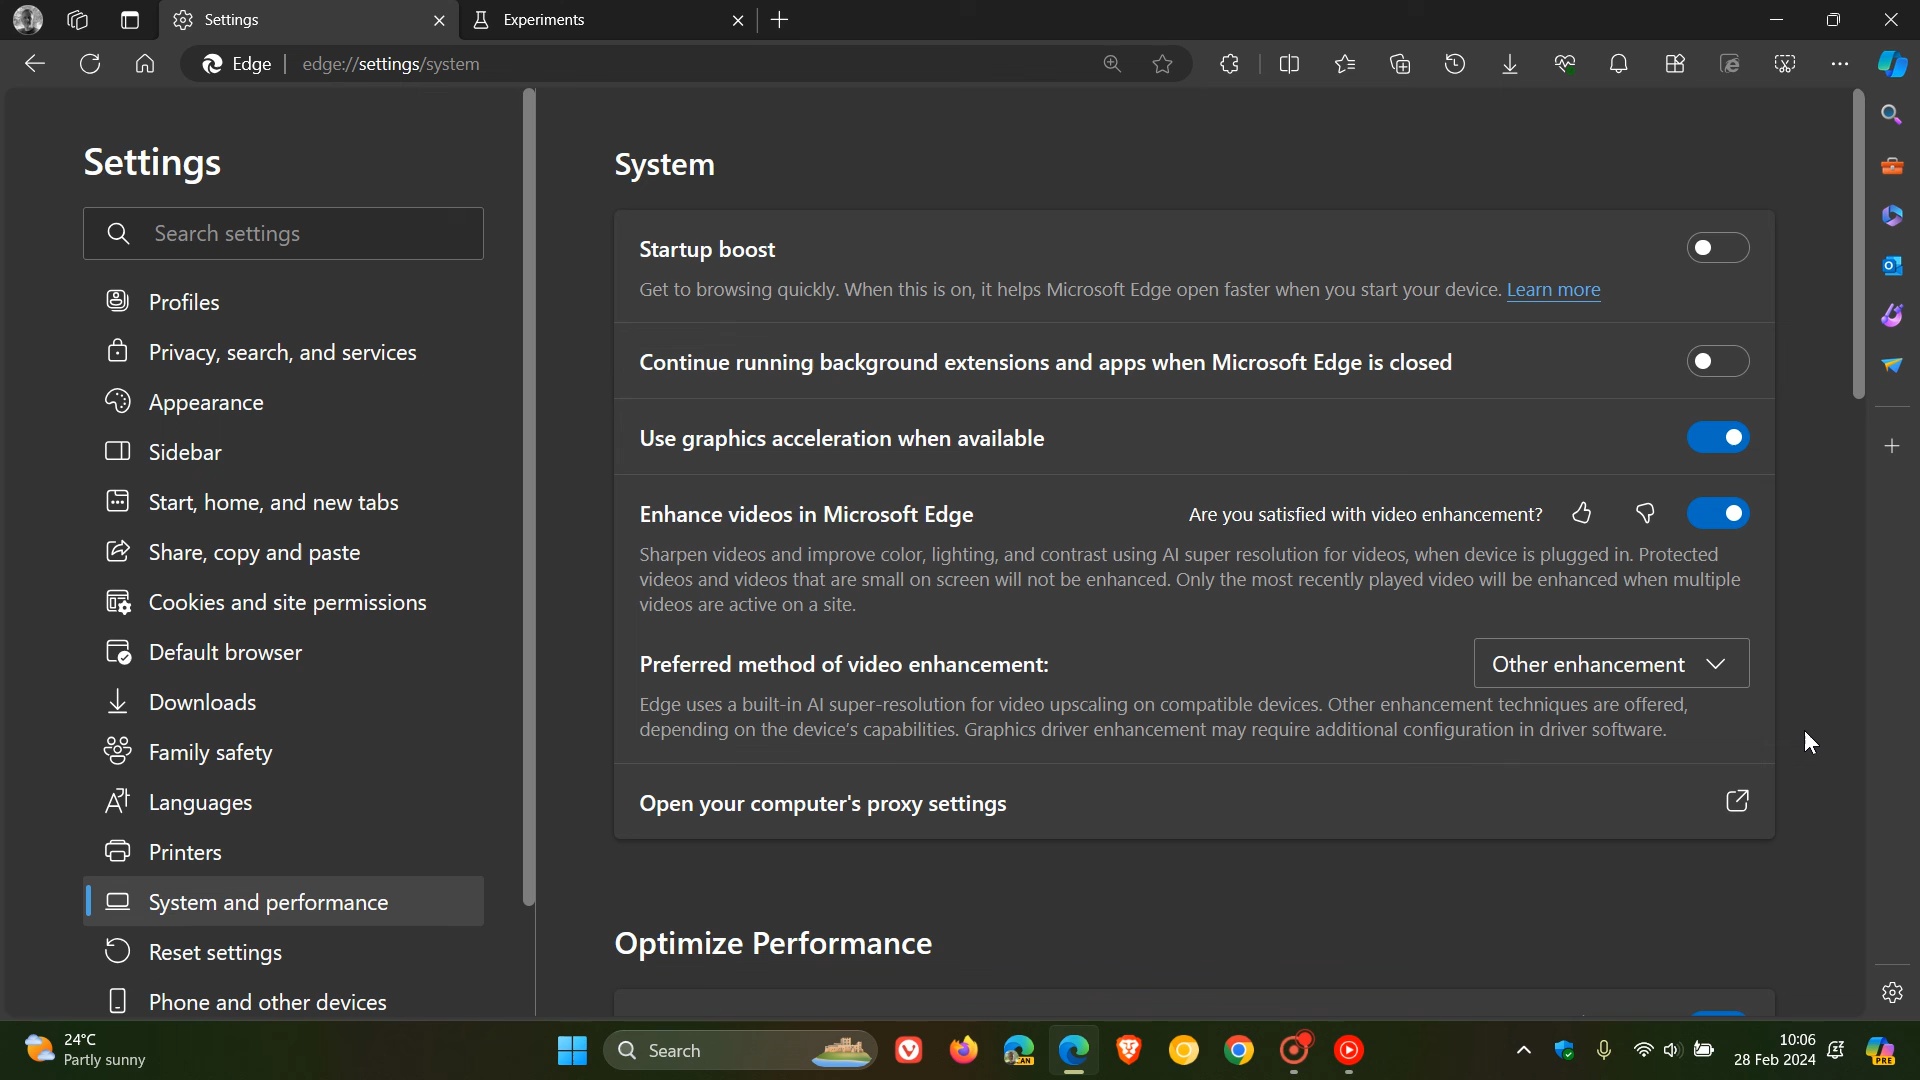 Settings
Experiments
Edge
edge://settings/system
Settings
Search settings
Profiles
Privacy, search, and services
Appearance
Sidebar
Start, home, and new tabs
Share, copy and paste
Cookies and site permissions
Default browser
Downloads
Family safety
Languages
Printers
System and performance
Reset settings
Phone and other devices
System
Startup boost
Get to browsing quickly. When this is on, it helps Microsoft Edge open faster when you start your device. Learn more
Continue running background extensions and apps when Microsoft Edge is closed
Use graphics acceleration when available
Enhance videos in Microsoft Edge
Are you satisfied with video enhancement?
Sharpen videos and improve color, lighting, and contrast using AI super resolution for videos, when device is plugged in. Protected
videos and videos that are small on screen will not be enhanced. Only the most recently played video will be enhanced when multiple
videos are active on a site.
Preferred method of video enhancement:
Other enhancement
Edge uses a built-in AI super-resolution for video upscaling on compatible devices. Other enhancement techniques are offered,
depending on the device's capabilities. Graphics driver enhancement may require additional configuration in driver software.
Open your computer's proxy settings
Optimize Performance
24°C
Partly sunny
Search
CAN
10:06
28 Feb 2024
PRE